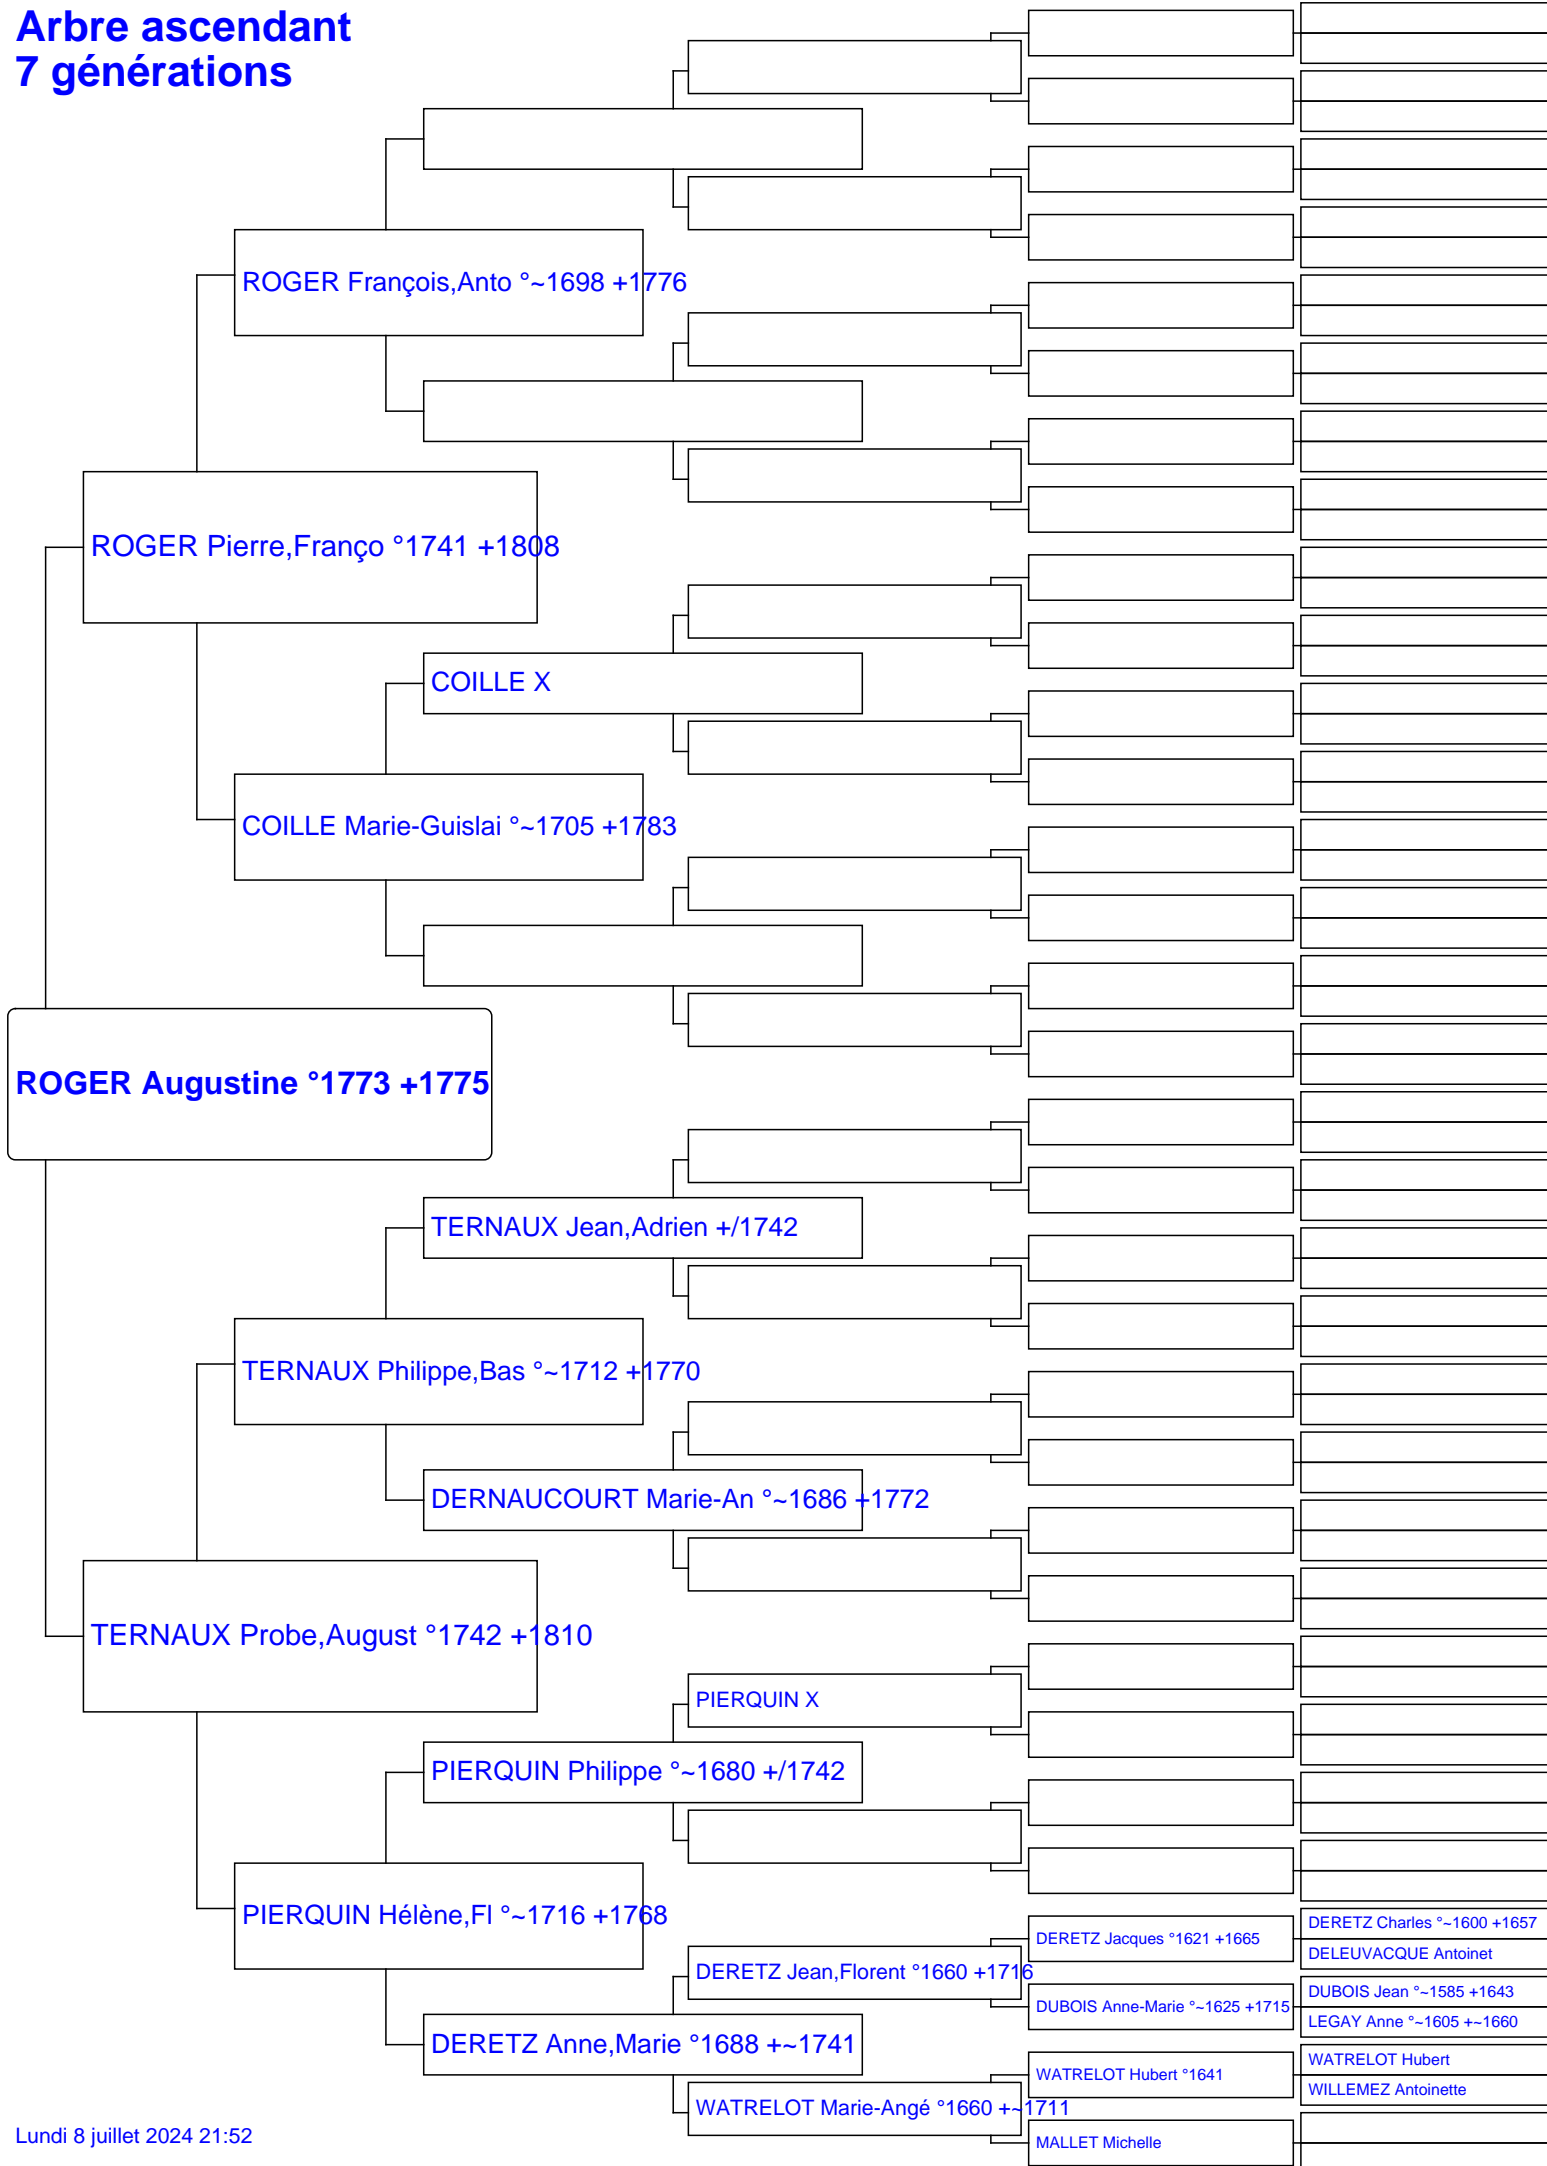 Arbre ascendant
7 générations
ROGER François,Anto °~1698 +1776
ROGER Pierre,Franço °1741 +1808
COILLE X
COILLE Marie-Guislai °~1705 +1783
ROGER Augustine °1773 +1775
TERNAUX Jean,Adrien +/1742
TERNAUX Philippe,Bas °~1712 +1770
DERNAUCOURT Marie-An °~1686 +1772
TERNAUX Probe,August °1742 +1810
PIERQUIN X
PIERQUIN Philippe °~1680 +/1742
PIERQUIN Hélène,Fl °~1716 +1768
DERETZ Charles °~1600 +1657
DERETZ Jacques °1621 +1665
DELEUVACQUE Antoinet
DERETZ Jean,Florent °1660 +1716
DUBOIS Jean °~1585 +1643
DUBOIS Anne-Marie °~1625 +1715
LEGAY Anne °~1605 +~1660
DERETZ Anne,Marie °1688 +~1741
WATRELOT Hubert
WATRELOT Hubert °1641
WILLEMEZ Antoinette
WATRELOT Marie-Angé °1660 +~1711
MALLET Michelle
Lundi 8 juillet 2024 21:52